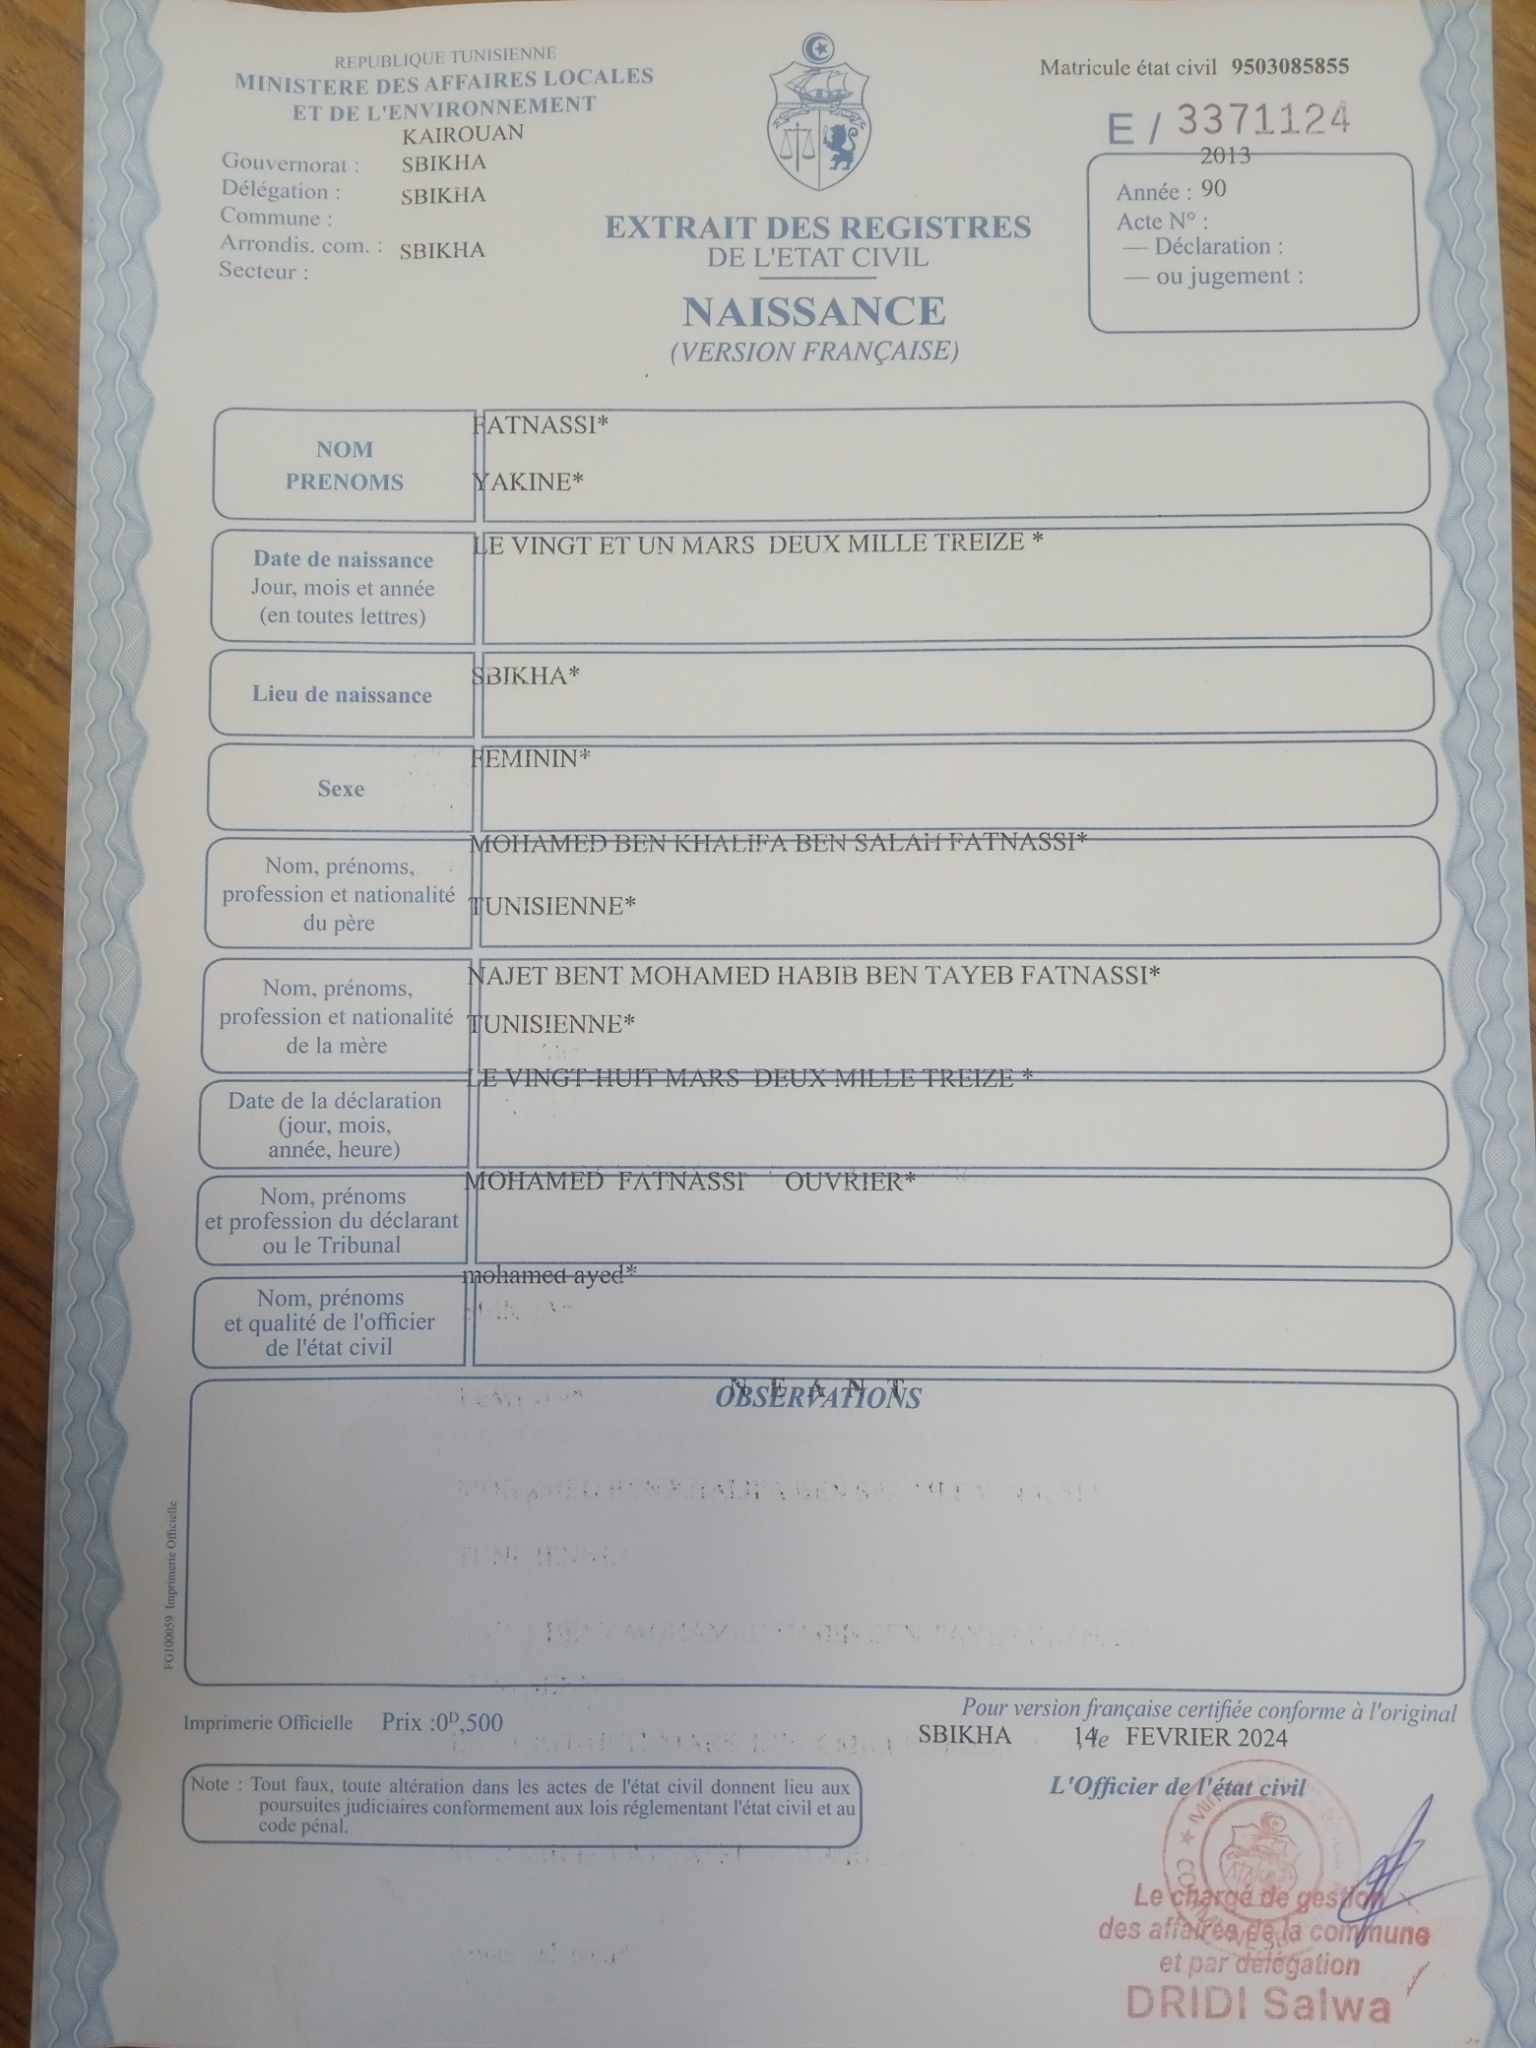 REPUBLIQUE TUNISIENNE
MINISTERE DES AFFAIRES LOCALES
ET DE L'ENVIRONNEMENT
KAIROUAN
Gouvernorat : SBIKHA
Délégation : SBIKHA
Commune :
Arrondis. com. : SBIKHA
Secteur :
Matricule état civil 9503085855
E / 3371124
2013
Année : 90
Acte N° :
— Déclaration :
— ou jugement :
EXTRAIT DES REGISTRES
DE L'ETAT CIVIL
NAISSANCE
(VERSION FRANÇAISE)
NOM
PRENOMS
FATNASSI*
YAKINE*
Date de naissance
Jour, mois et année
(en toutes lettres)
LE VINGT ET UN MARS DEUX MILLE TREIZE *
Lieu de naissance
SBIKHA*
Sexe
FEMININ*
Nom, prénoms,
profession et nationalité
du père
MOHAMED BEN KHALIFA BEN SALAH FATNASSI*
TUNISIENNE*
Nom, prénoms,
profession et nationalité
de la mère
NAJET BENT MOHAMED HABIB BEN TAYEB FATNASSI*
TUNISIENNE*
Date de la déclaration
(jour, mois,
année, heure)
LE VINGT-HUIT MARS DEUX MILLE TREIZE *
Nom, prénoms
et profession du déclarant
ou le Tribunal
MOHAMED FATNASSI OUVRIER*
Nom, prénoms
et qualité de l'officier
de l'état civil
mohamed ayed*
N E A N T
OBSERVATIONS
FG100059 Imprimerie Officielle
Imprimerie Officielle Prix :0ᴰ,500
Pour version française certifiée conforme à l'original
SBIKHA 14 le FEVRIER 2024
Note : Tout faux, toute altération dans les actes de l'état civil donnent lieu aux
poursuites judiciaires conformement aux lois réglementant l'état civil et au
code pénal.
L'Officier de l'état civil
Le chargé de gestion
des affaires de la commune
et par délégation
DRIDI Salwa